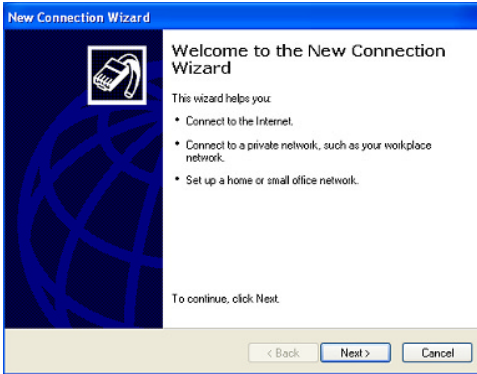 New Connection Wizard
Welcome to the New Connection
Wizard
This wizard helps you:
• Connect to the Internet.
• Connect to a private network, such as your workplace
network.
• Set up a home or small office network.
To continue, click Next.
< Back Next > Cancel